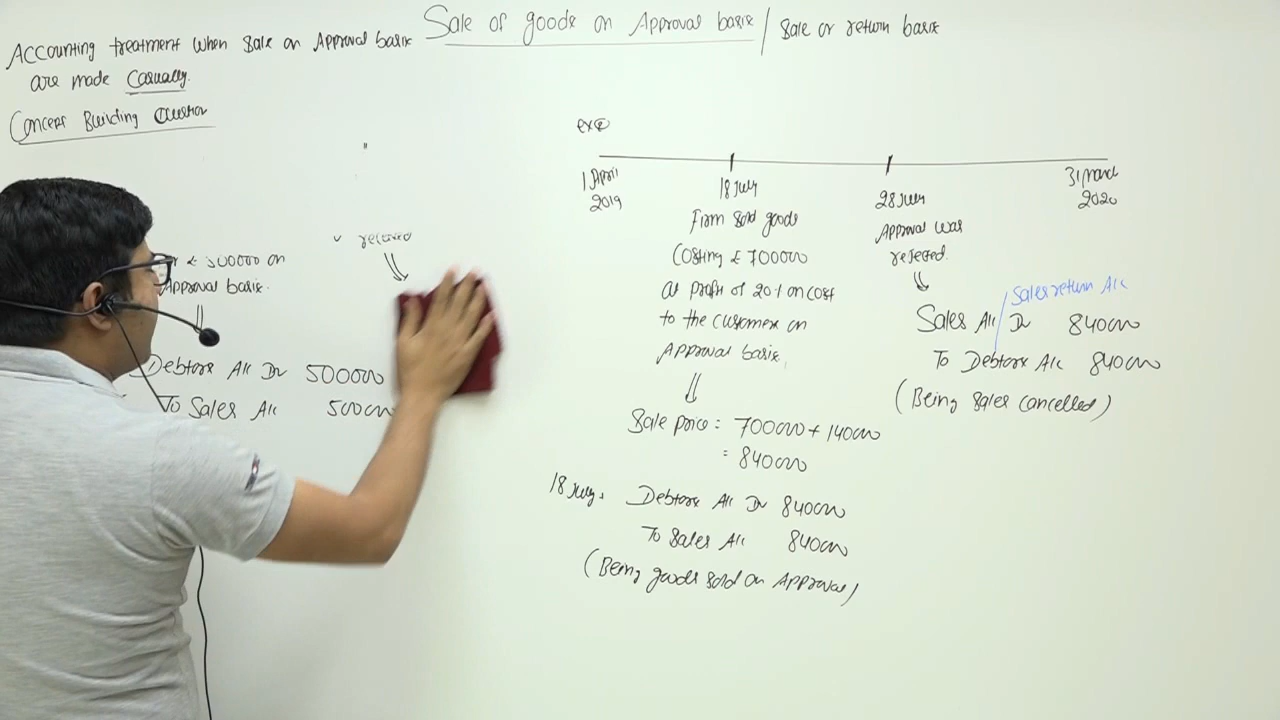 Sale of goods on Approval basis / Sale or return basis
Accounting treatment when sale on Approval basis
are made Casually.
Concept Building Question
received
₹ 500000 on
Approval basis.
Debtors A/c Dr 500000
To Sales A/c 500000
1 April
2019
18 July
Firm sold goods
Costing ₹ 700000
at profit of 20% on cost
to the customer on
Approval basis.
Sale price = 700000 + 140000
= 840000
18 July. Debtors A/c Dr 840000
To Sales A/c 840000
(Being goods sold on Approval)
28 July
Approval was
rejected.
Sales return A/c
Sales A/c Dr 840000
To Debtors A/c 840000
(Being Sales cancelled)
31 March
2020